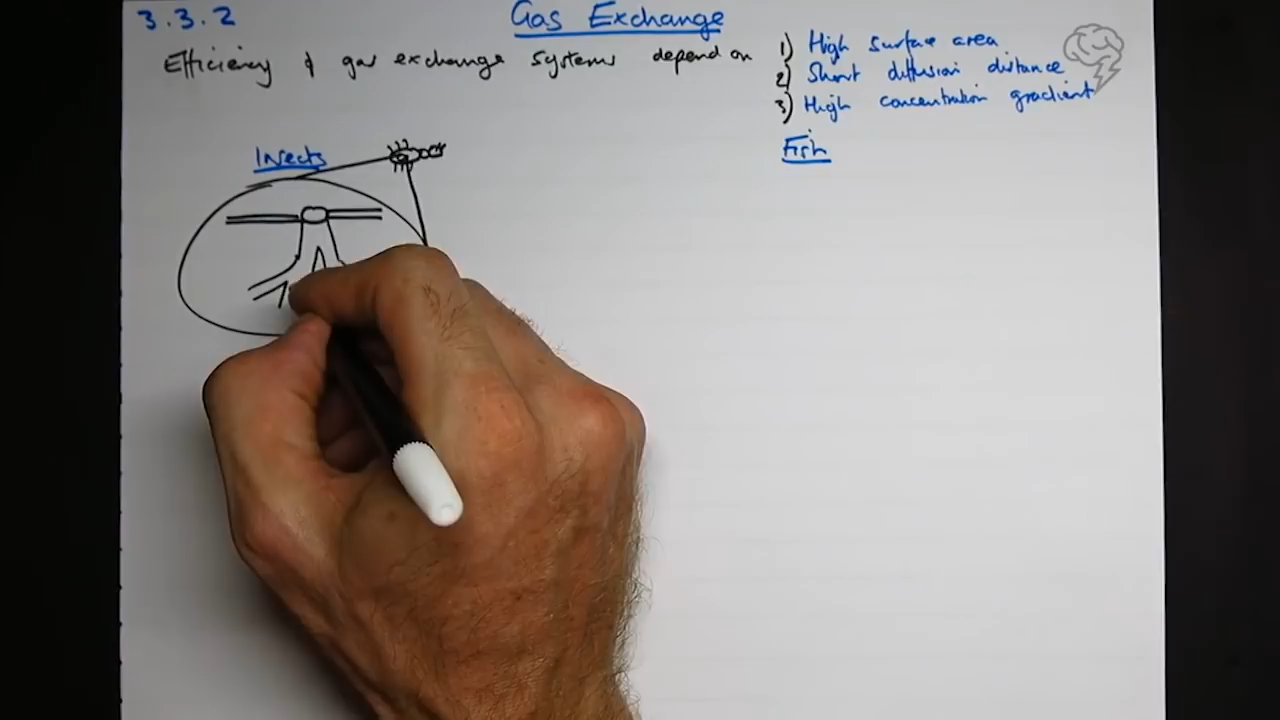 3.3.2
Gas Exchange
Efficiency of gas exchange systems depend on
1) High surface area
2) Short diffusion distance
3) High concentration gradient
Insects
Fish